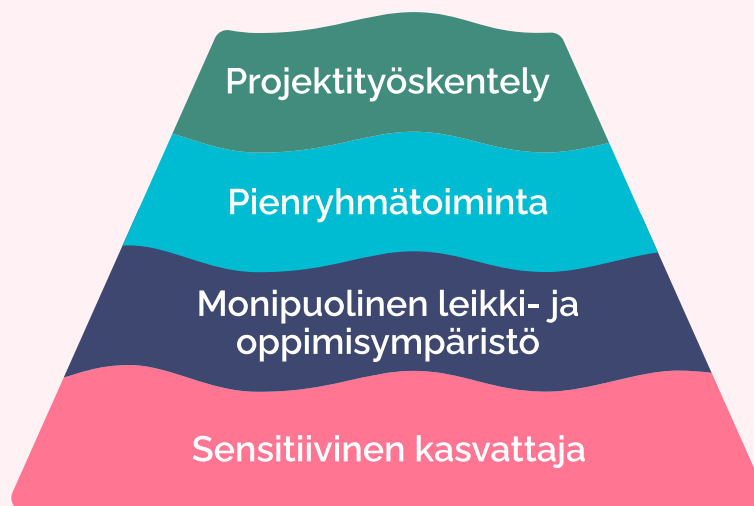 Projektityöskentely
Pienryhmätoiminta
Monipuolinen leikki- ja
oppimisympäristö
Sensitiivinen kasvattaja